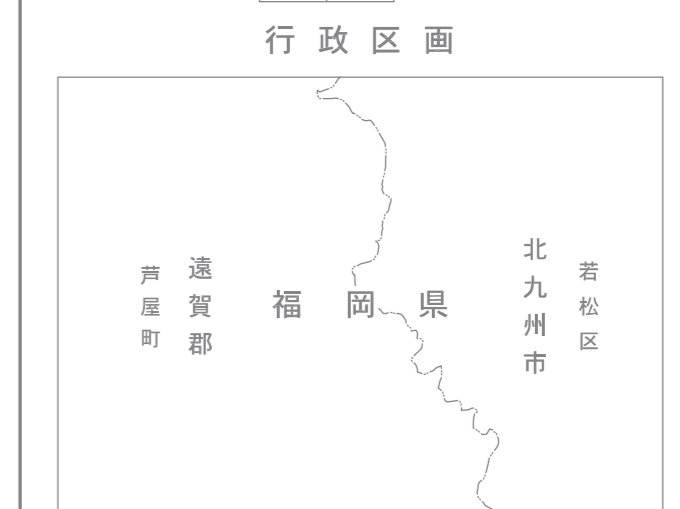 行政区画
福岡県
北九州市
若松区
遠賀郡
芦屋町